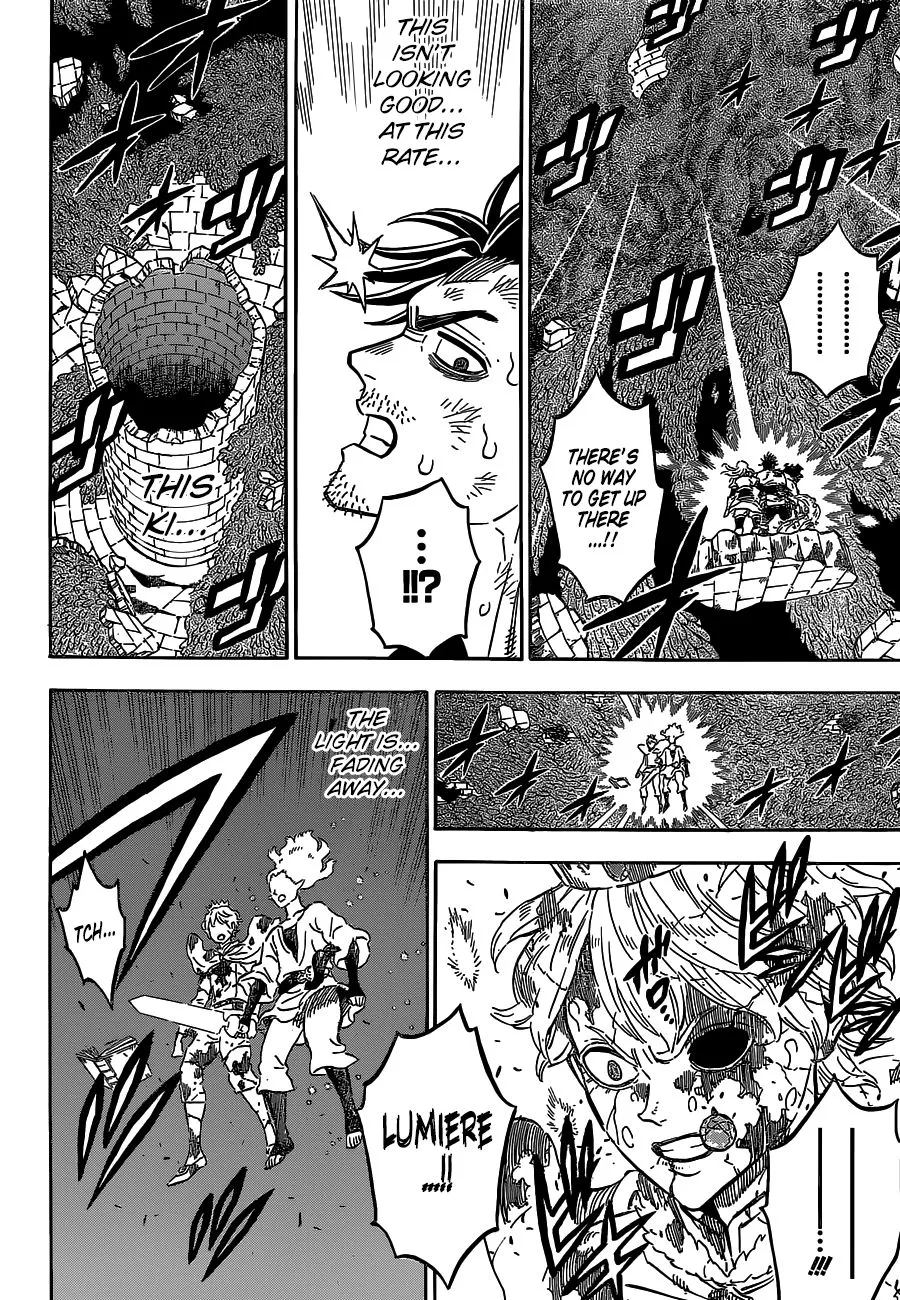 .........
THERE'S
NO WAY
TO GET UP
THERE
...!!
THIS
ISN'T
LOOKING
GOOD...
AT THIS
RATE...
...
!!?
THIS
KI....
......!!!
LUMIERE
.....!!
THE
LIGHT IS...
FADING
AWAY...
TCH...